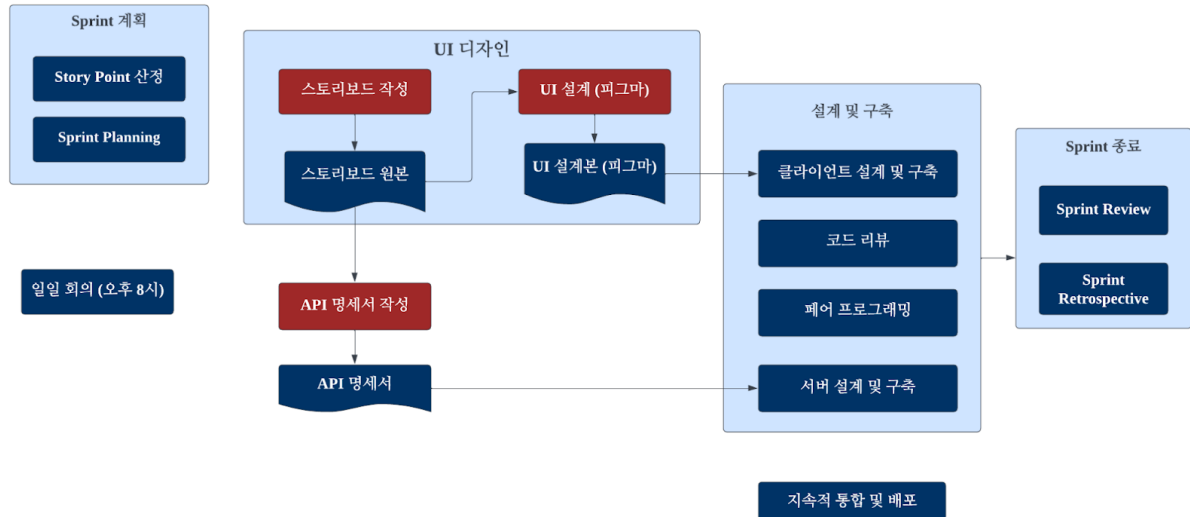 Sprint 계획
Story Point 산정
Sprint Planning
일일 회의 (오후 8시)
UI 디자인
스토리보드 작성
UI 설계 (피그마)
스토리보드 원본
UI 설계본 (피그마)
API 명세서 작성
API 명세서
설계 및 구축
클라이언트 설계 및 구축
코드 리뷰
페어 프로그래밍
서버 설계 및 구축
지속적 통합 및 배포
Sprint 종료
Sprint Review
Sprint
Retrospective